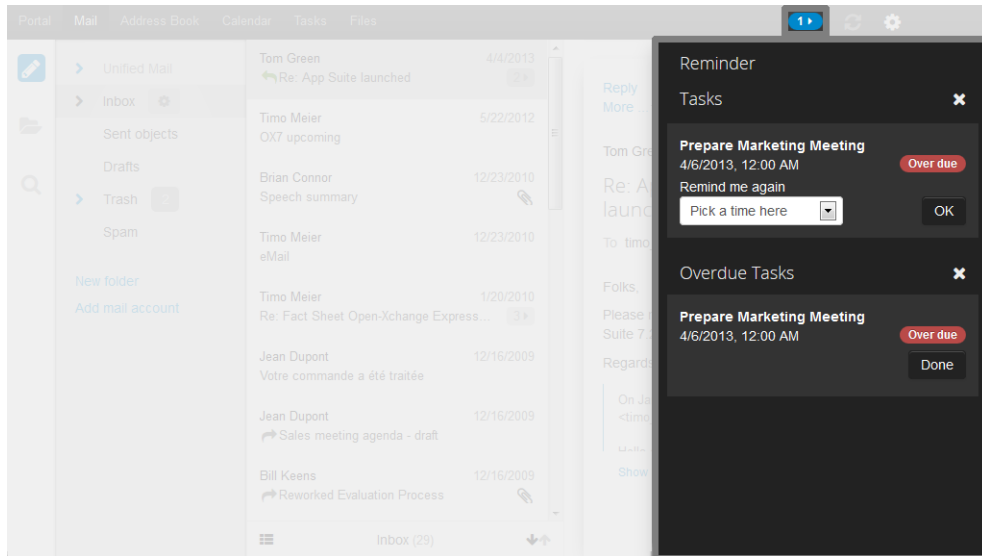 Portal Mail Address Book Calendar Tasks Files 1
Unified Mail
Inbox
Sent objects
Drafts
Trash
Spam
New folder
Add mail account
Tom Green 4/4/2013
Re: App Suite launched 2
Timo Meier 5/22/2012
OX7 upcoming
Brian Connor 12/23/2010
Speech summary
Timo Meier 12/23/2010
eMail
Timo Meier 1/20/2010
Re: Fact Sheet Open-Xchange Express... 3
Jean Dupont 12/16/2009
Votre commande a été traitée
Jean Dupont 12/16/2009
Sales meeting agenda - draft
Bill Keens 12/16/2009
Reworked Evaluation Process
Inbox (29)
Reply
More
Tom Gre
Re: A
launc
To timo
Folks,
Please
Suite 7.
Regards
On Ja
<timo
Hello
Show
Reminder
Tasks
Prepare Marketing Meeting
4/6/2013, 12:00 AM Over due
Remind me again
Pick a time here OK
Overdue Tasks
Prepare Marketing Meeting
4/6/2013, 12:00 AM Over due
Done